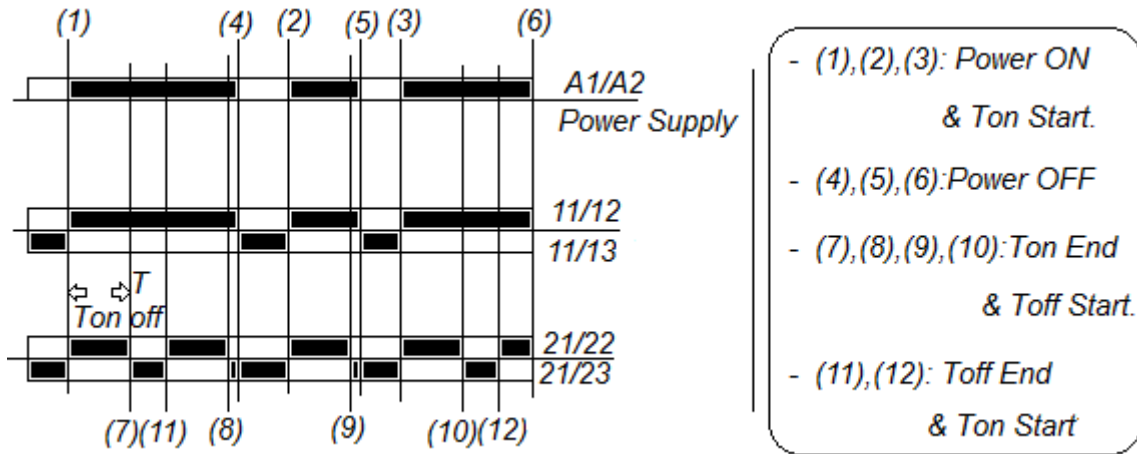 (1) (4) (2) (5) (3) (6)
A1/A2
Power Supply
11/12
11/13
T
Ton off
21/22
21/23
(7)(11) (8) (9) (10)(12)
- (1),(2),(3): Power ON
& Ton Start.
- (4),(5),(6):Power OFF
- (7),(8),(9),(10):Ton End
& Toff Start.
- (11),(12): Toff End
& Ton Start